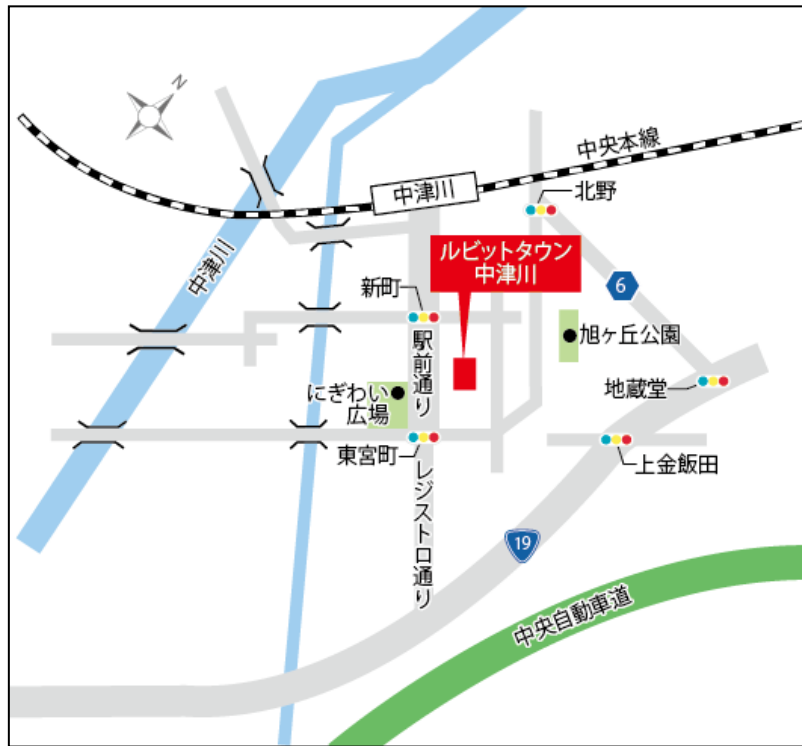 N
中央本線
中津川
北野
ルビットタウン
中津川
中津川
新町
6
旭ヶ丘公園
駅前通り
にぎわい
広場
地蔵堂
東宮町
上金飯田
レジストロ通り
19
中央自動車道